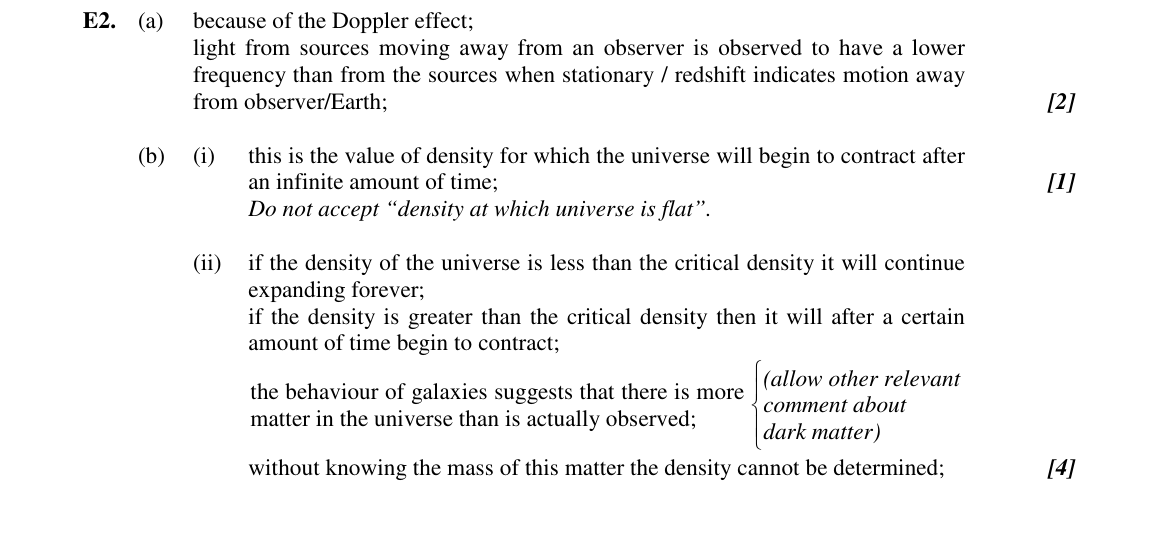 E2. (a) because of the Doppler effect;
light from sources moving away from an observer is observed to have a lower
frequency than from the sources when stationary / redshift indicates motion away
from observer/Earth; [2]
(b) (i) this is the value of density for which the universe will begin to contract after
an infinite amount of time; [1]
Do not accept “density at which universe is flat”.
(ii) if the density of the universe is less than the critical density it will continue
expanding forever;
if the density is greater than the critical density then it will after a certain
amount of time begin to contract;
the behaviour of galaxies suggests that there is more
matter in the universe than is actually observed;
(allow other relevant
comment about
dark matter)
without knowing the mass of this matter the density cannot be determined; [4]